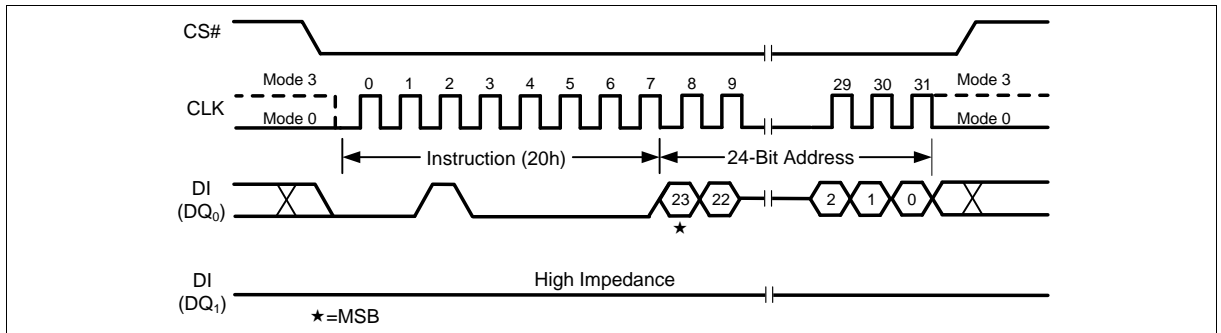 CS#
Mode 3 0 1 2 3 4 5 6 7 8 9 29 30 31 Mode 3
CLK
Mode 0 Mode 0
Instruction (20h) 24-Bit Address
DI
(DQ0)
23 22 2 1 0
★
High Impedance
DI
(DQ1)
★=MSB